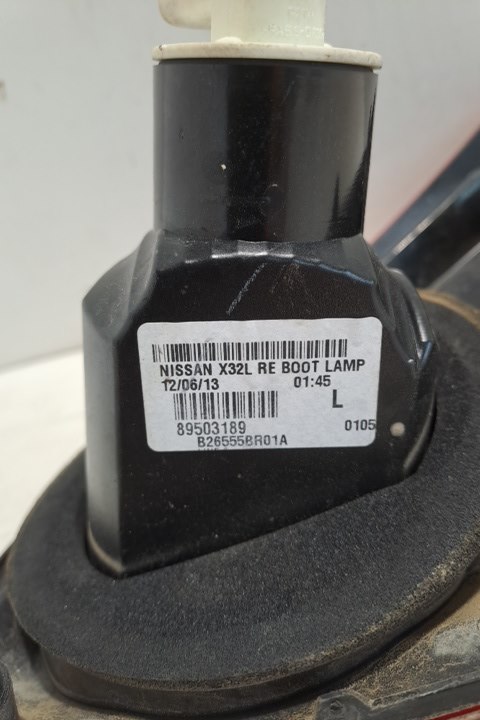 NISSAN X32L RE BOOT LAMP
12/06/13 01:45
L
89503189 0105
B26555BR01A